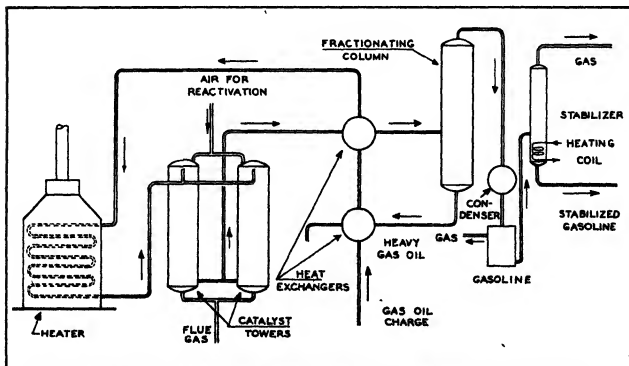 FRACTIONATING
COLUMN
AIR FOR
REACTIVATION
GAS
STABILIZER
HEATING
COIL
CON-
DENSER
STABILIZED
GASOLINE
GAS
GASOLINE
HEAVY
GAS OIL
HEAT
EXCHANGERS
GAS OIL
CHARGE
FLUE
GAS
CATALYST
TOWERS
HEATER